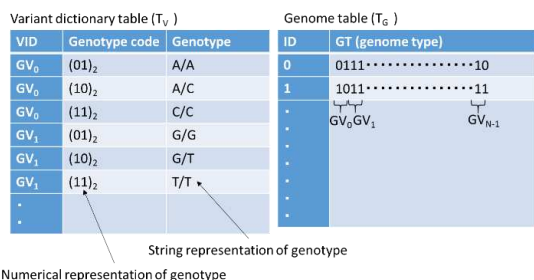 Variant dictionary table (T_V)
VID Genotype code Genotype
GV₀ (01)₂ A/A
GV₀ (10)₂ A/C
GV₀ (11)₂ C/C
GV₁ (01)₂ G/G
GV₁ (10)₂ G/T
GV₁ (11)₂ T/T
String representation of genotype
Numerical representation of genotype
Genome table (T_G)
ID GT (genome type)
0 0111···············10
1 1011···············11
GV₀ GV₁ GV_N-1